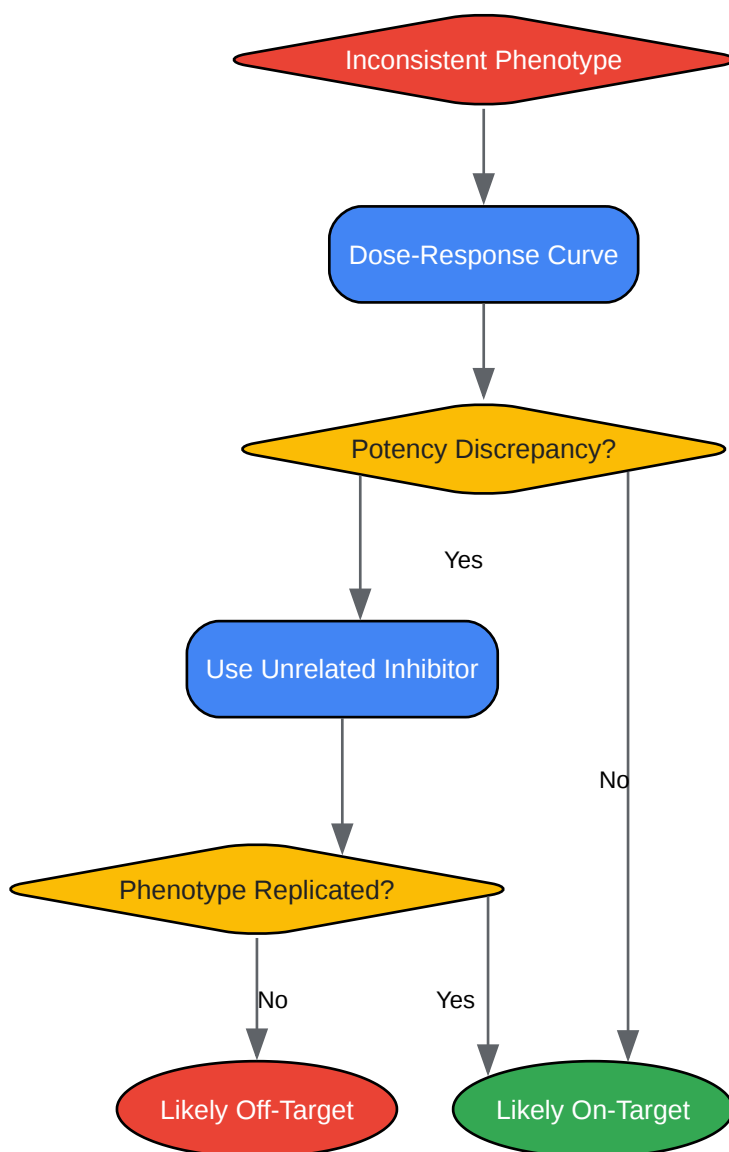 Inconsistent Phenotype
Dose-Response Curve
Potency Discrepancy?
Yes
Use Unrelated Inhibitor
No
Phenotype Replicated?
No
Yes
Likely Off-Target
Likely On-Target